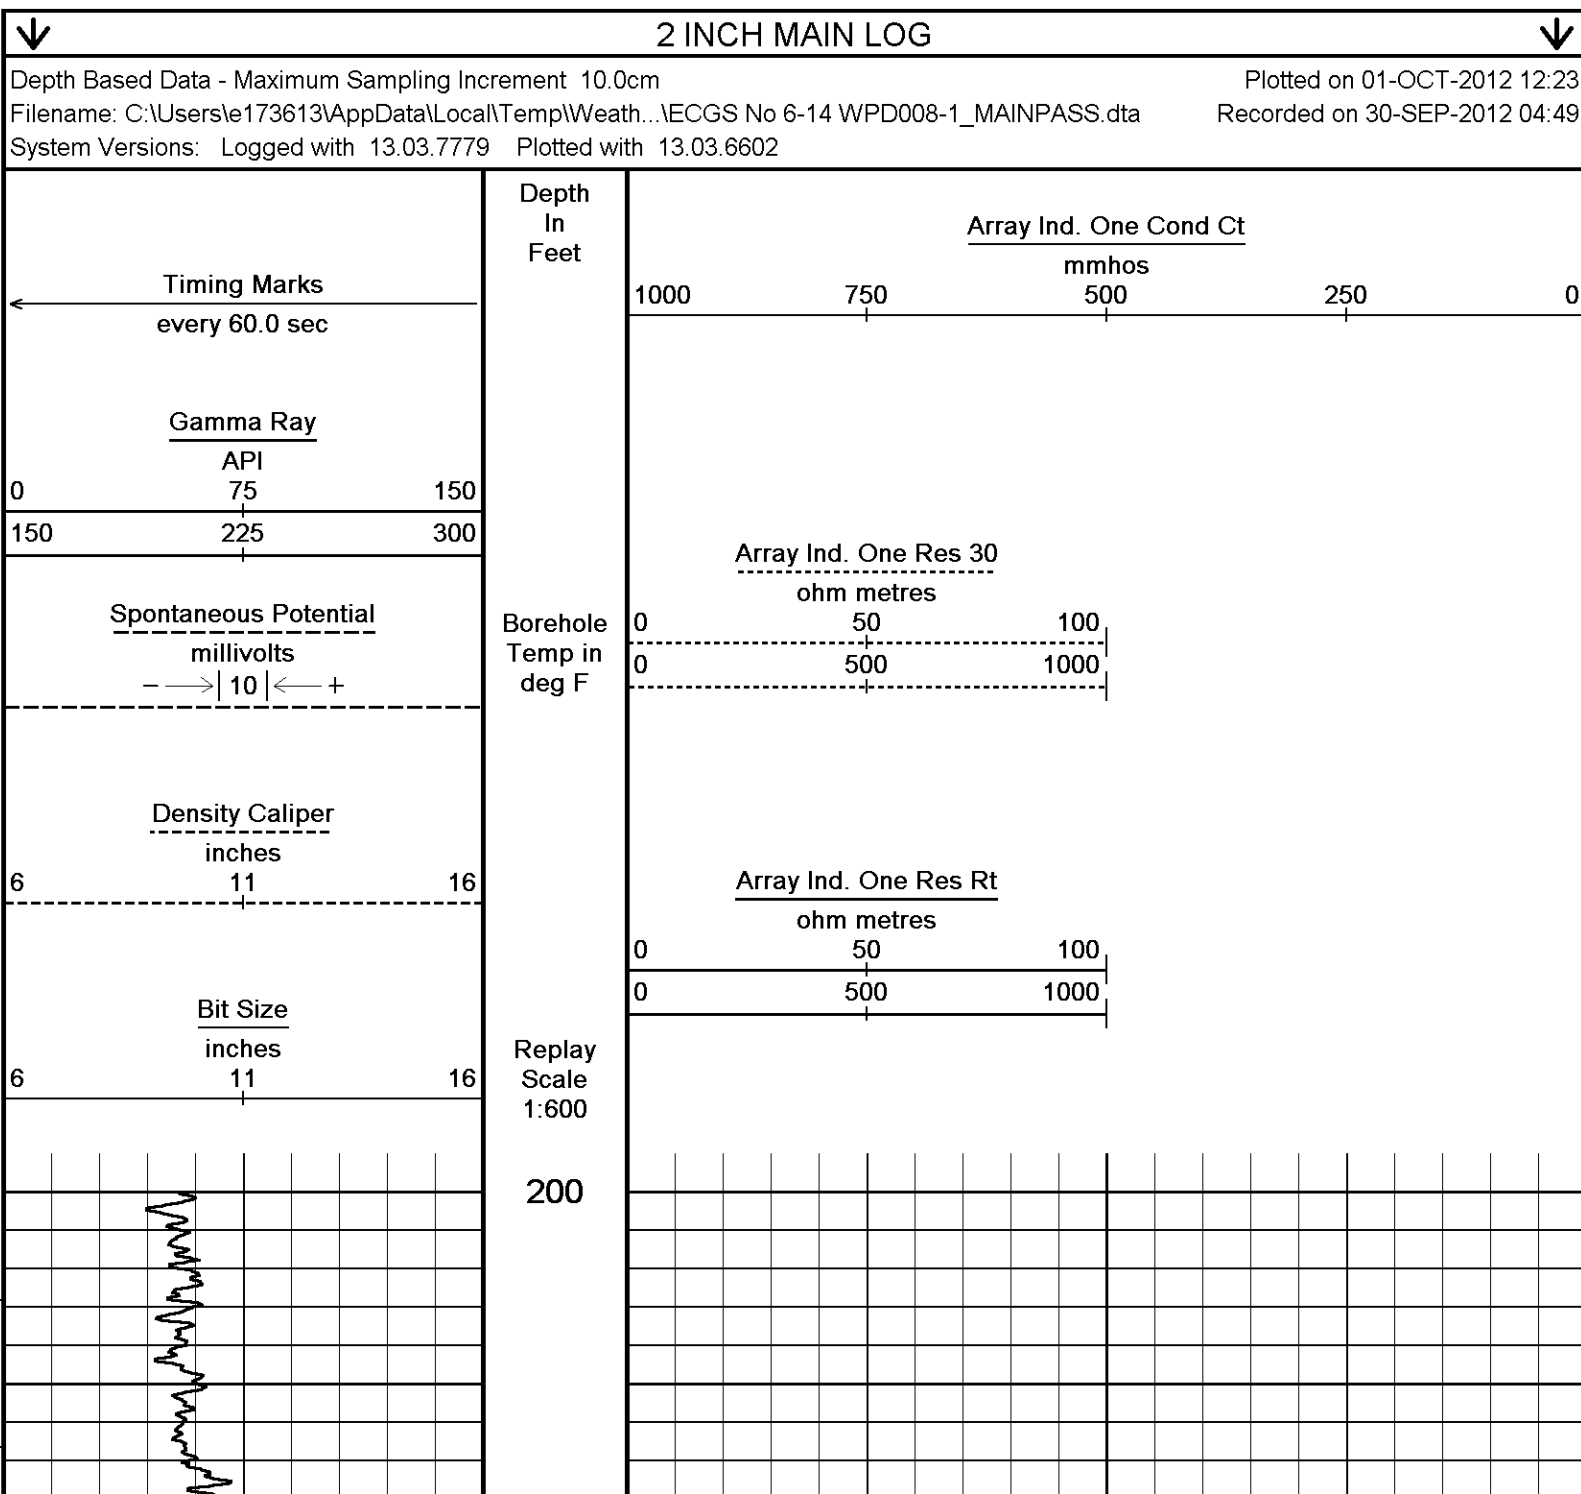 2 INCH MAIN LOG
Depth Based Data - Maximum Sampling Increment 10.0cm
Plotted on 01-OCT-2012 12:23
Filename: C:\Users\e173613\AppData\Local\Temp\Weath...\ECGS No 6-14 WPD008-1_MAINPASS.dta
Recorded on 30-SEP-2012 04:49
System Versions: Logged with 13.03.7779 Plotted with 13.03.6602
Timing Marks
every 60.0 sec
Gamma Ray
API
0 75 150
150 225 300
Spontaneous Potential
millivolts
- 10 +
Density Caliper
inches
6 11 16
Bit Size
inches
6 11 16
Depth
In
Feet
Borehole
Temp in
deg F
Replay
Scale
1:600
200
Array Ind. One Cond Ct
mmhos
1000 750 500 250 0
Array Ind. One Res 30
ohm metres
0 50 100
0 500 1000
Array Ind. One Res Rt
ohm metres
0 50 100
0 500 1000